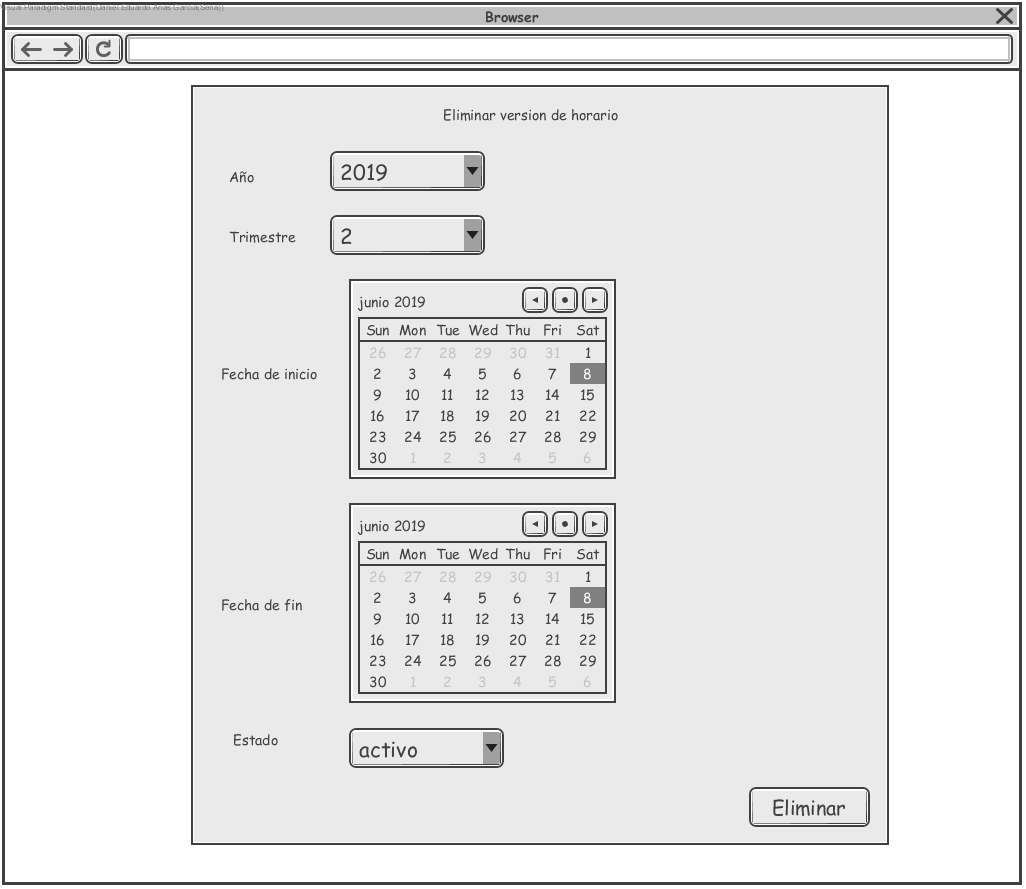 Visual Paradigm Standard(Daniel Eduardo Arias Garcia(Sena))
Browser
Eliminar version de horario
Año
2019
Trimestre
2
junio 2019
Sun Mon Tue Wed Thu Fri Sat
26 27 28 29 30 31 1
2 3 4 5 6 7 8
9 10 11 12 13 14 15
16 17 18 19 20 21 22
23 24 25 26 27 28 29
30 1 2 3 4 5 6
Fecha de inicio
junio 2019
Sun Mon Tue Wed Thu Fri Sat
26 27 28 29 30 31 1
2 3 4 5 6 7 8
9 10 11 12 13 14 15
16 17 18 19 20 21 22
23 24 25 26 27 28 29
30 1 2 3 4 5 6
Fecha de fin
Estado
activo
Eliminar